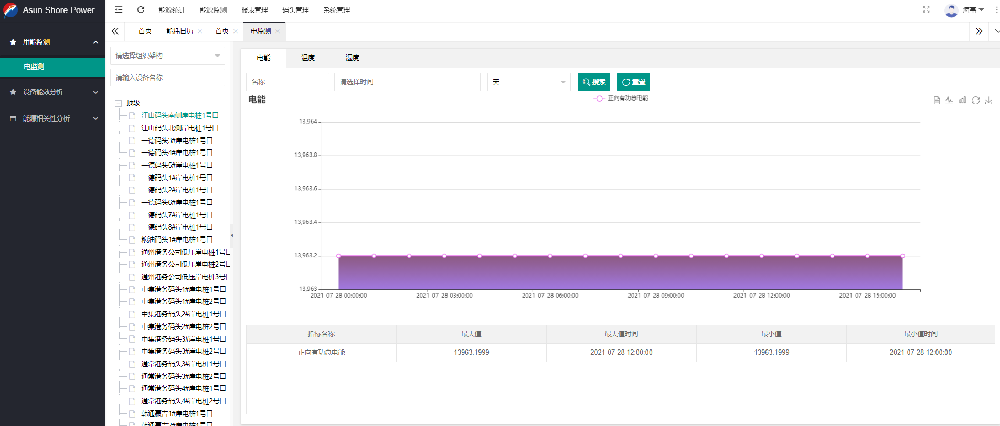 Asun Shore Power
能源统计 能源监测 报表管理 码头管理 系统管理 海事
首页 能耗日历 首页 电监测
用能监测
电监测
设备能效分析
能源相关性分析
请选择组织架构
请输入设备名称
顶级
江山码头南侧岸电桩1号口
江山码头北侧岸电桩1号口
一德码头3#岸电桩1号口
一德码头4#岸电桩1号口
一德码头5#岸电桩1号口
一德码头1#岸电桩1号口
一德码头2#岸电桩1号口
一德码头6#岸电桩1号口
一德码头7#岸电桩1号口
一德码头8#岸电桩1号口
粮油码头1#岸电桩1号口
通州港务公司低压岸电桩1号口
通州港务公司低压岸电桩2号口
通州港务公司低压岸电桩3号口
中集港务码头1#岸电桩1号口
中集港务码头1#岸电桩2号口
中集港务码头2#岸电桩1号口
中集港务码头2#岸电桩2号口
中集港务码头3#岸电桩1号口
中集港务码头3#岸电桩2号口
通常港务码头3#岸电桩1号口
通常港务码头3#岸电桩2号口
通常港务码头4#岸电桩1号口
通常港务码头4#岸电桩2号口
韩通赢吉1#岸电桩1号口
韩通赢吉2#岸电桩1号口
电能 温度 湿度
名称 请选择时间 天 搜索 重置
电能
正向有功总电能
13,964
13,963.8
13,963.6
13,963.4
13,963.2
13,963
2021-07-28 00:00:00 2021-07-28 03:00:00 2021-07-28 06:00:00 2021-07-28 09:00:00 2021-07-28 12:00:00 2021-07-28 15:00:00
指标名称 最大值 最大值时间 最小值 最小值时间
正向有功总电能 13963.1999 2021-07-28 12:00:00 13963.1999 2021-07-28 12:00:00